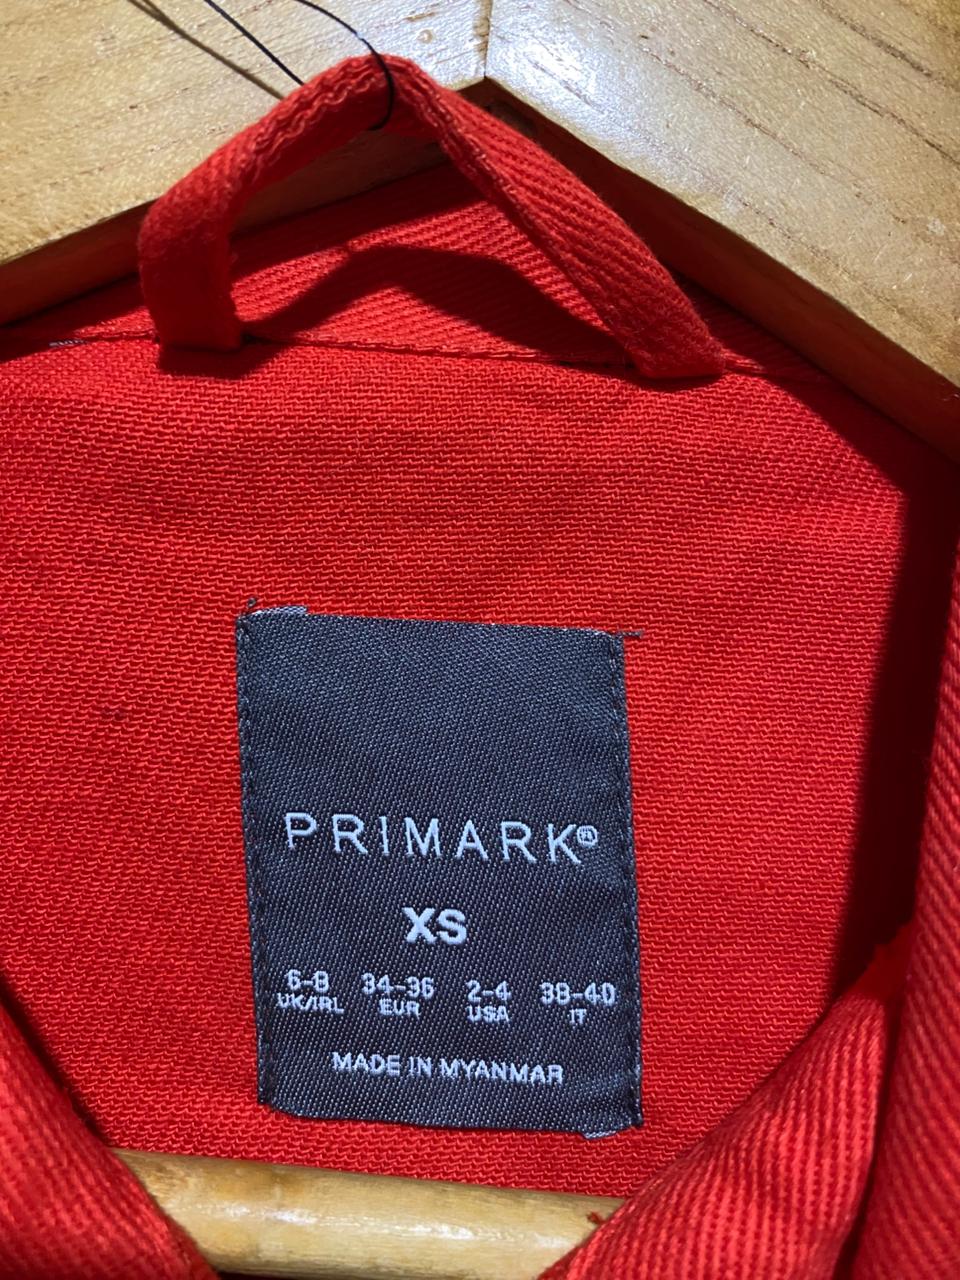 PRIMARK®
XS
6-8 34-36 2-4 38-40
UK/IRL EUR USA IT
MADE IN MYANMAR